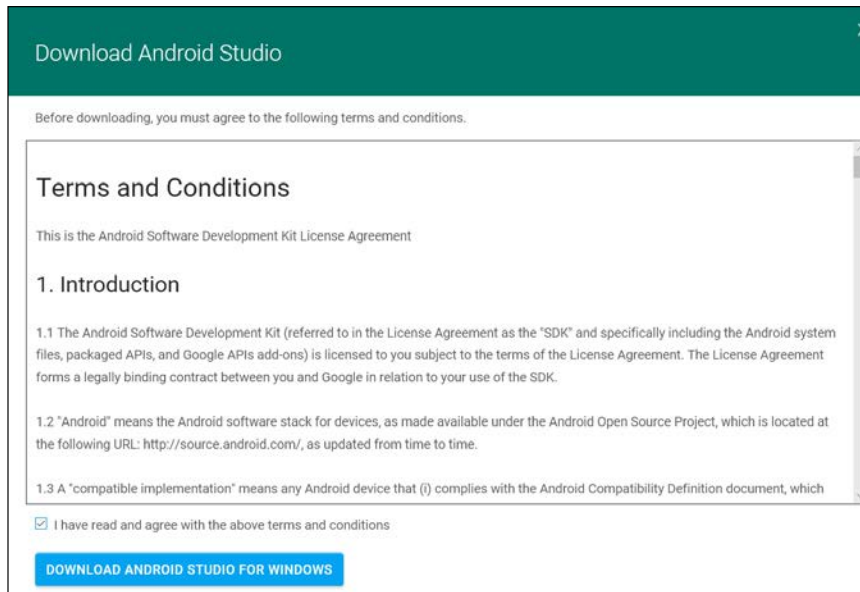 Download Android Studio
Before downloading, you must agree to the following terms and conditions.
Terms and Conditions
This is the Android Software Development Kit License Agreement
1. Introduction
1.1 The Android Software Development Kit (referred to in the License Agreement as the "SDK" and specifically including the Android system
files, packaged APIs, and Google APIs add-ons) is licensed to you subject to the terms of the License Agreement. The License Agreement
forms a legally binding contract between you and Google in relation to your use of the SDK.
1.2 "Android" means the Android software stack for devices, as made available under the Android Open Source Project, which is located at
the following URL: http://source.android.com/, as updated from time to time.
1.3 A "compatible implementation" means any Android device that (i) complies with the Android Compatibility Definition document, which
I have read and agree with the above terms and conditions
DOWNLOAD ANDROID STUDIO FOR WINDOWS